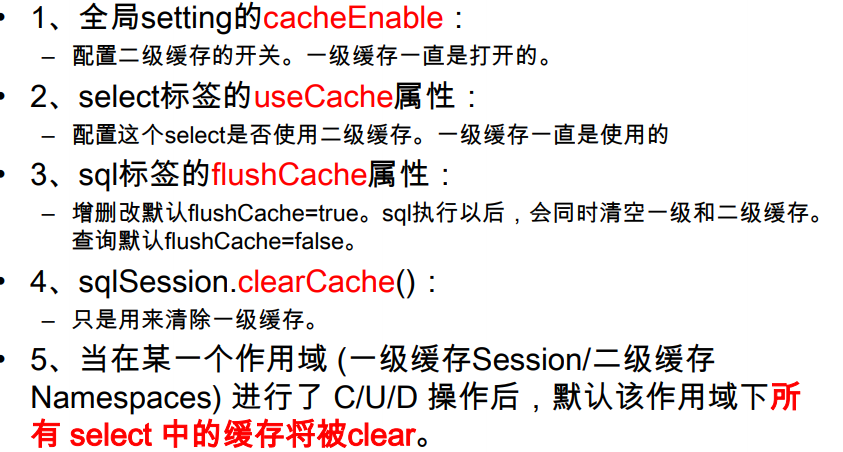 • 1、全局setting的cacheEnable：
– 配置二级缓存的开关。一级缓存一直是打开的。
• 2、select标签的useCache属性：
– 配置这个select是否使用二级缓存。一级缓存一直是使用的
• 3、sql标签的flushCache属性：
– 增删改默认flushCache=true。sql执行以后，会同时清空一级和二级缓存。
查询默认flushCache=false。
• 4、sqlSession.clearCache()：
– 只是用来清除一级缓存。
• 5、当在某一个作用域 (一级缓存Session/二级缓存
Namespaces) 进行了 C/U/D 操作后，默认该作用域下所
有 select 中的缓存将被clear。